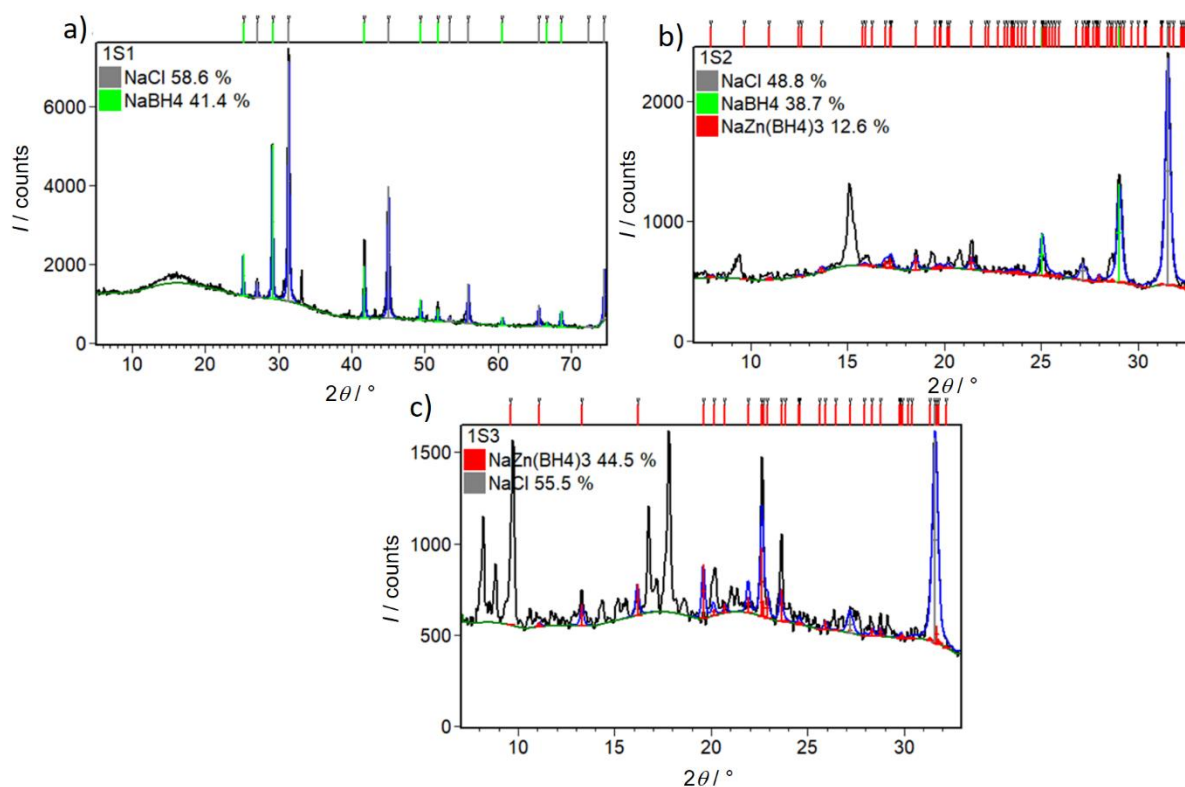 a)
1S1
NaCl 58.6 %
NaBH4 41.4 %
6000
4000
2000
0
I / counts
10 20 30 40 50 60 70
2θ / °
b)
1S2
NaCl 48.8 %
NaBH4 38.7 %
NaZn(BH4)3 12.6 %
2000
1000
0
I / counts
10 15 20 25 30
2θ / °
c)
1S3
NaZn(BH4)3 44.5 %
NaCl 55.5 %
1500
1000
500
0
I / counts
10 20 30
2θ / °